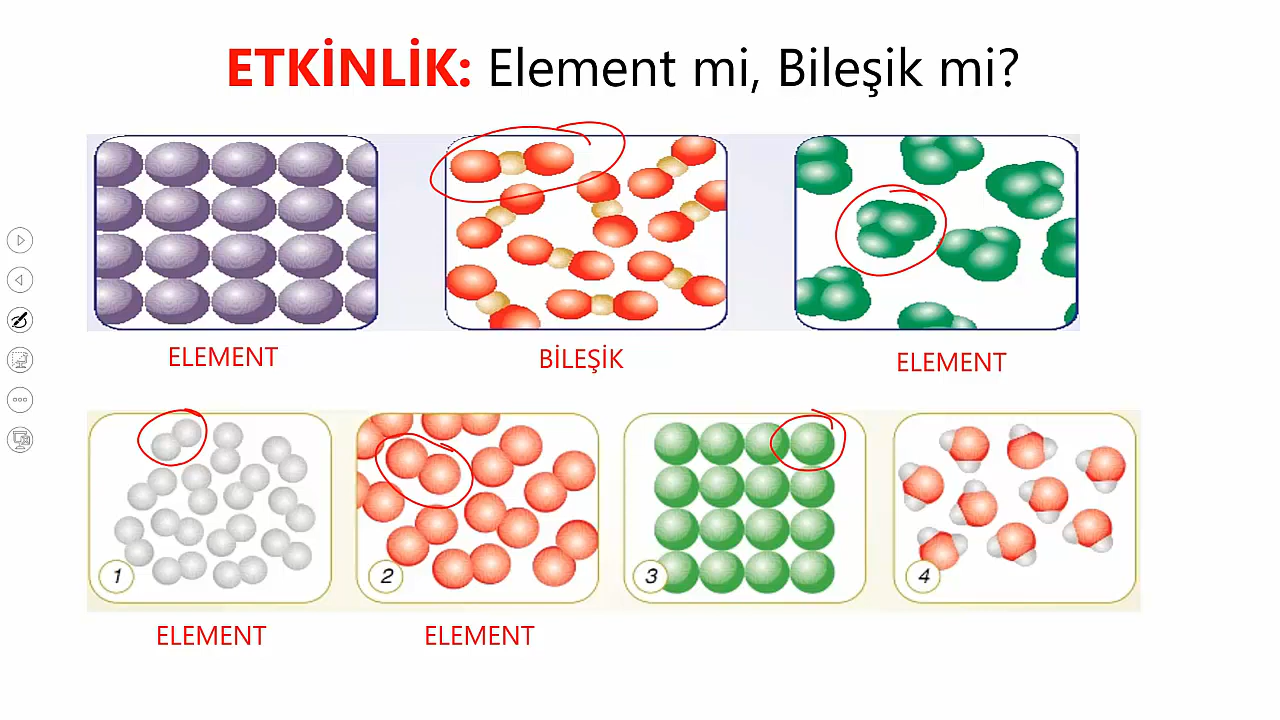 ETKİNLİK: Element mi, Bileşik mi?
ELEMENT
BİLEŞİK
ELEMENT
1
2
3
4
ELEMENT
ELEMENT